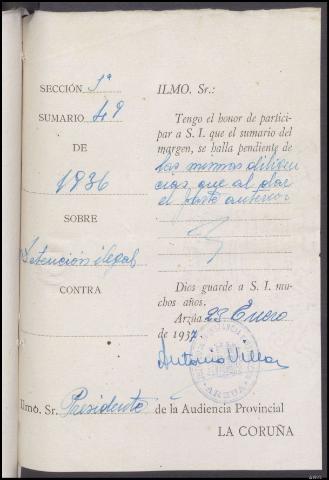 SECCIÓN 1ª
SUMARIO 49
DE
1936
SOBRE
Detención ilegal
CONTRA
ILMO. Sr.:
Tengo el honor de partici-
par a S. I. que el sumario del
margen, se halla pendiente de
las mismas diligen
cias, que al dar
el parte anterior
Dios guarde a S. I. mu-
chos años.
Arzúa 23 Enero
de 1937
Antonio Villar
Ilmo. Sr. Presidente de la Audiencia Provincial
LA CORUÑA
ARZUA